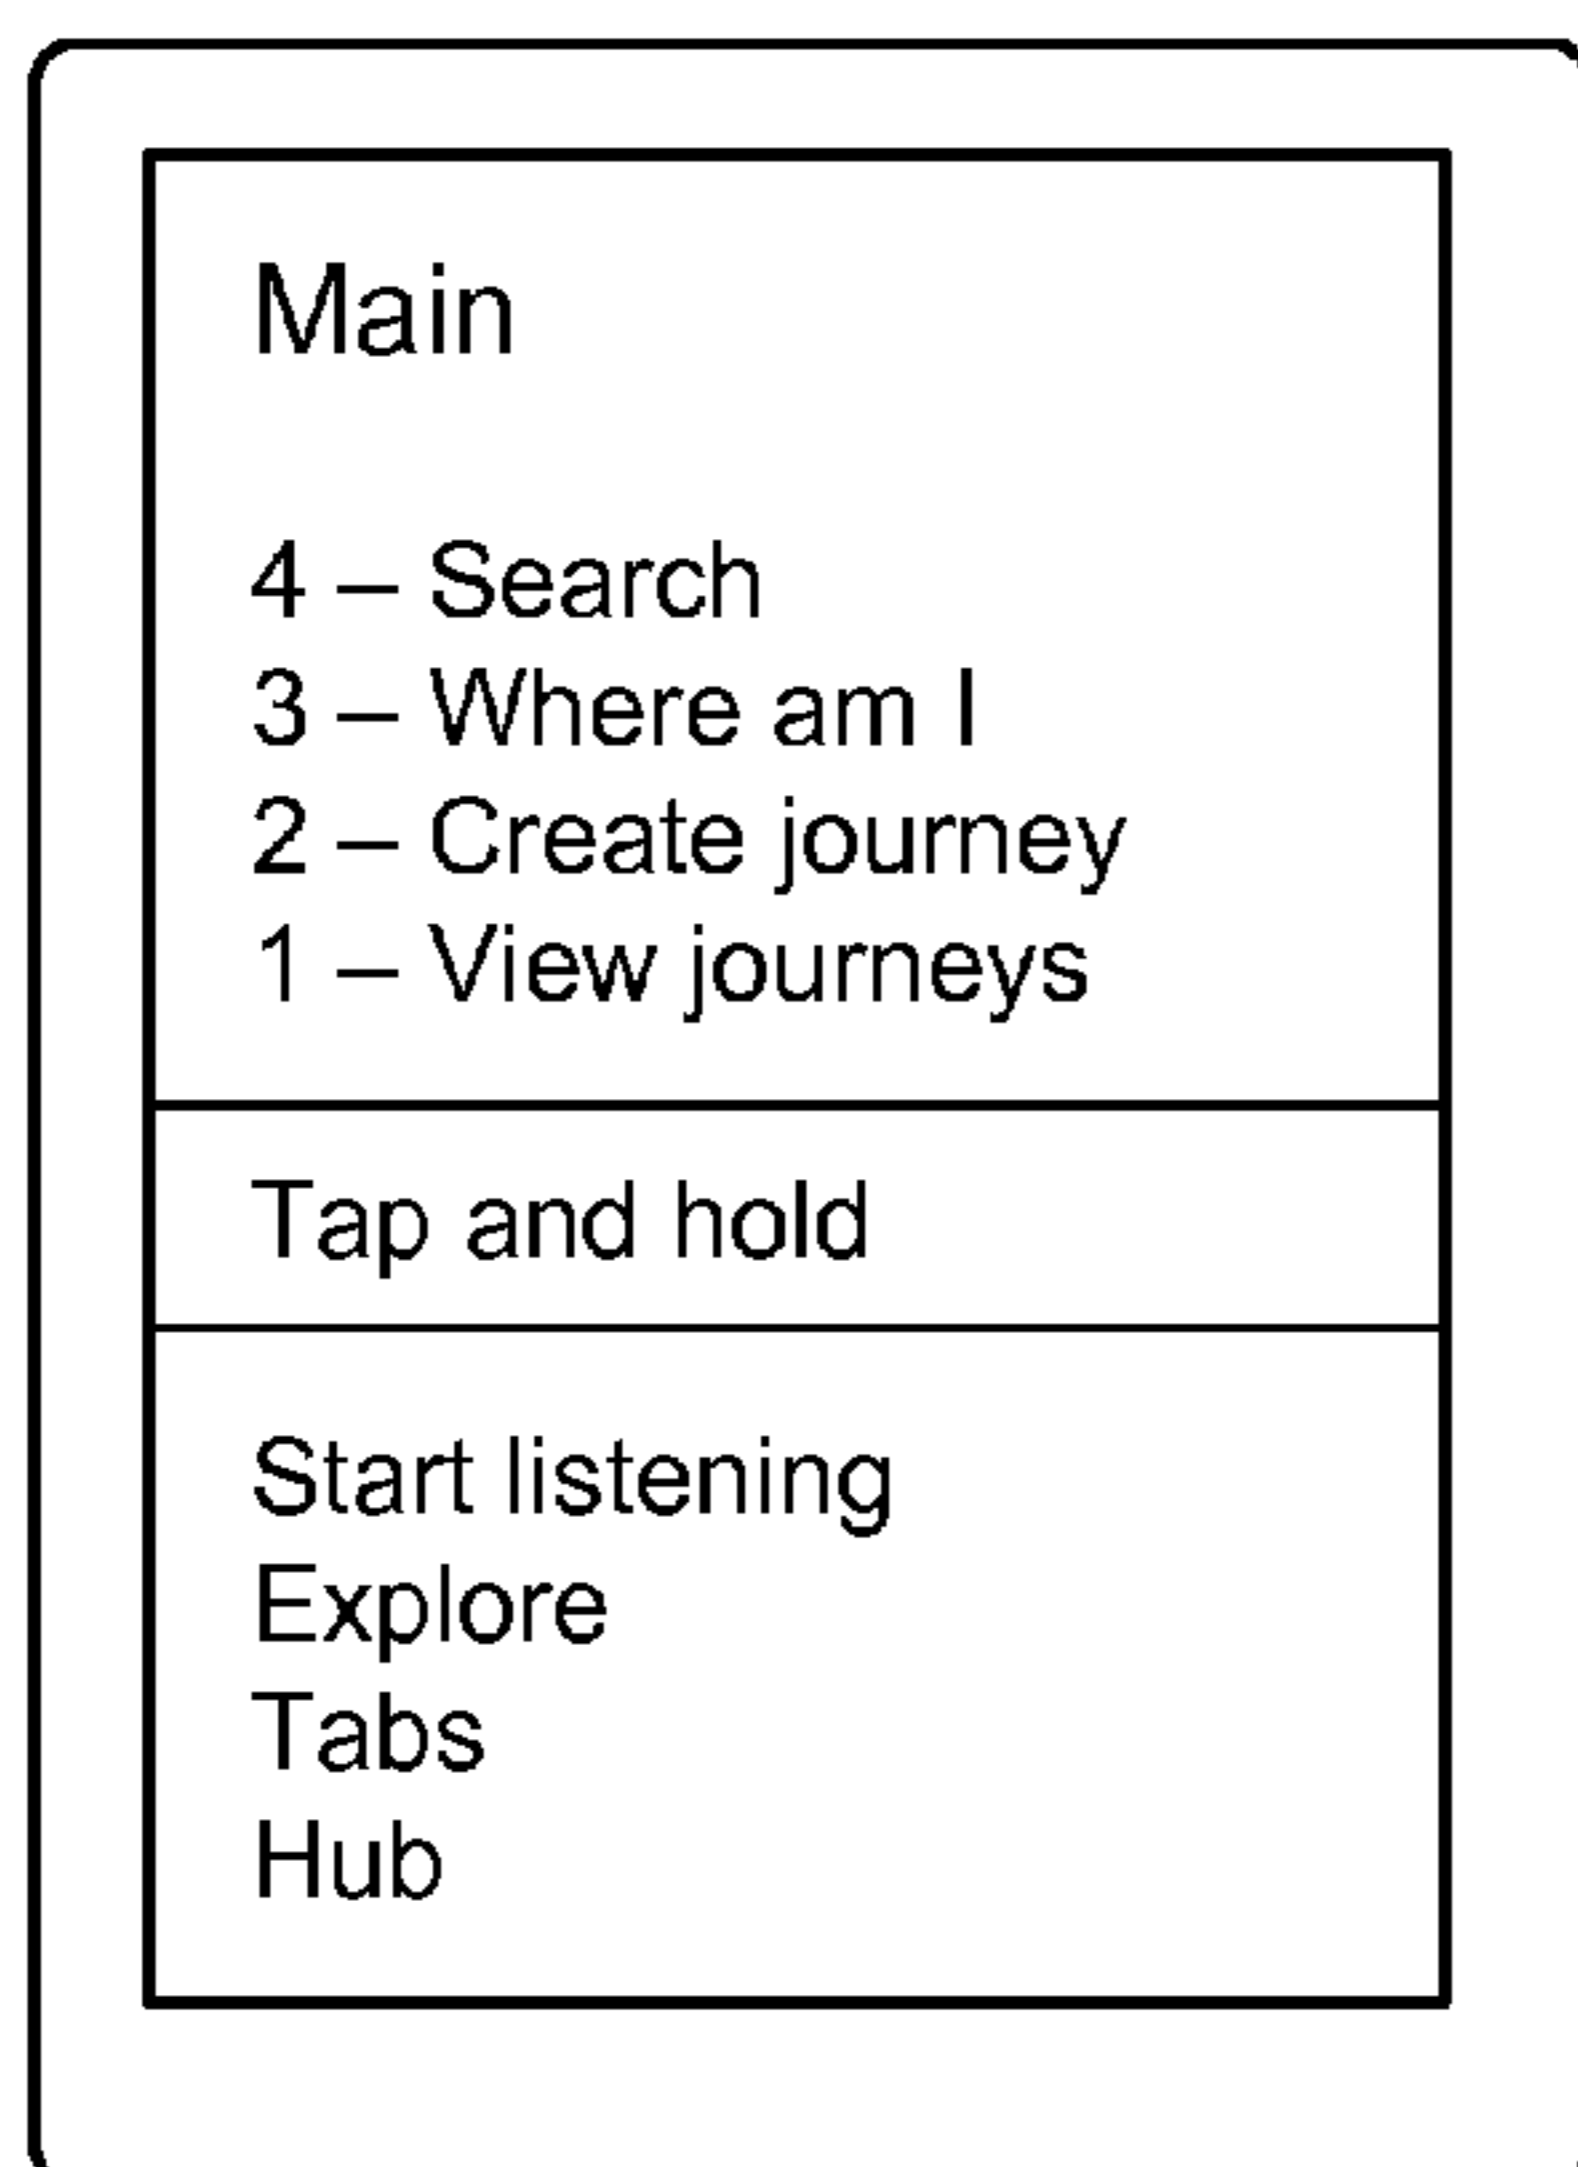 Main
4 – Search
3 – Where am I
2 – Create journey
1 – View journeys
Tap and hold
Start listening
Explore
Tabs
Hub